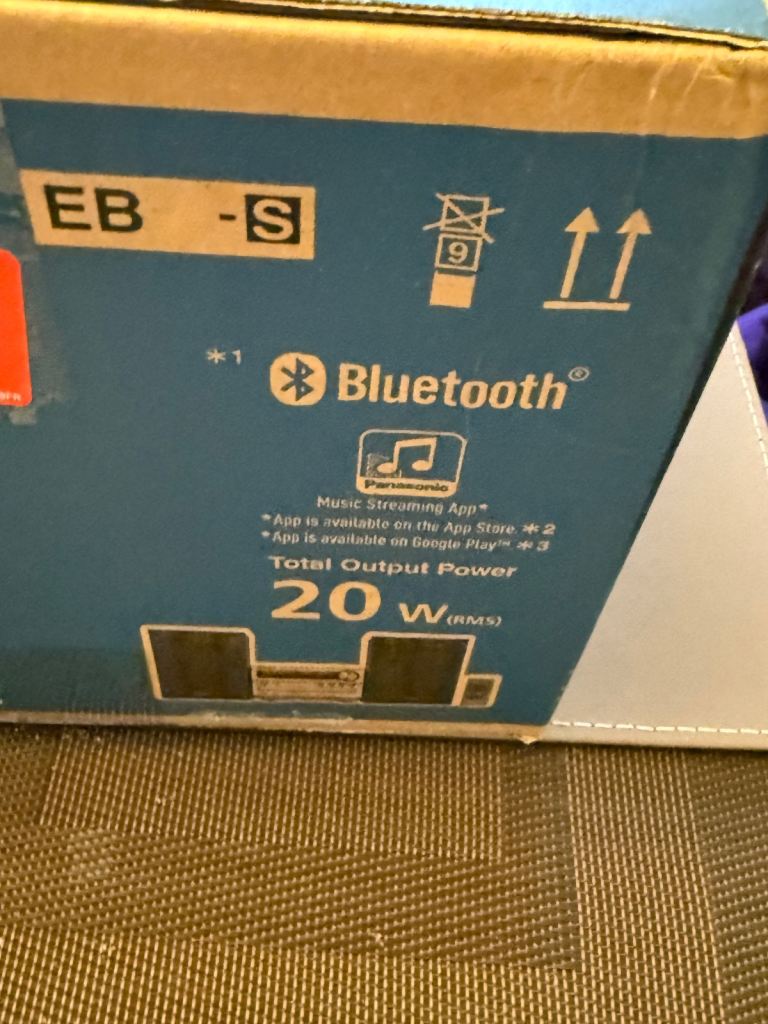 EB -S
9
*1 Bluetooth®
Panasonic
Music Streaming App*
*App is available on the App Store. *2
*App is available on Google Play™ *3
Total Output Power
20 W (RMS)